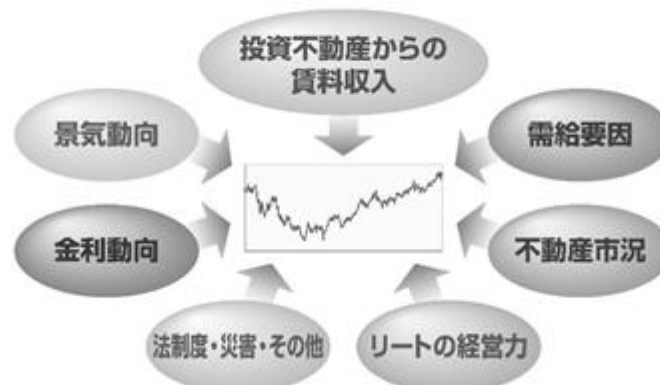 投資不動産からの
賃料収入
景気動向
需給要因
金利動向
不動産市況
法制度・災害・その他
リートの経営力